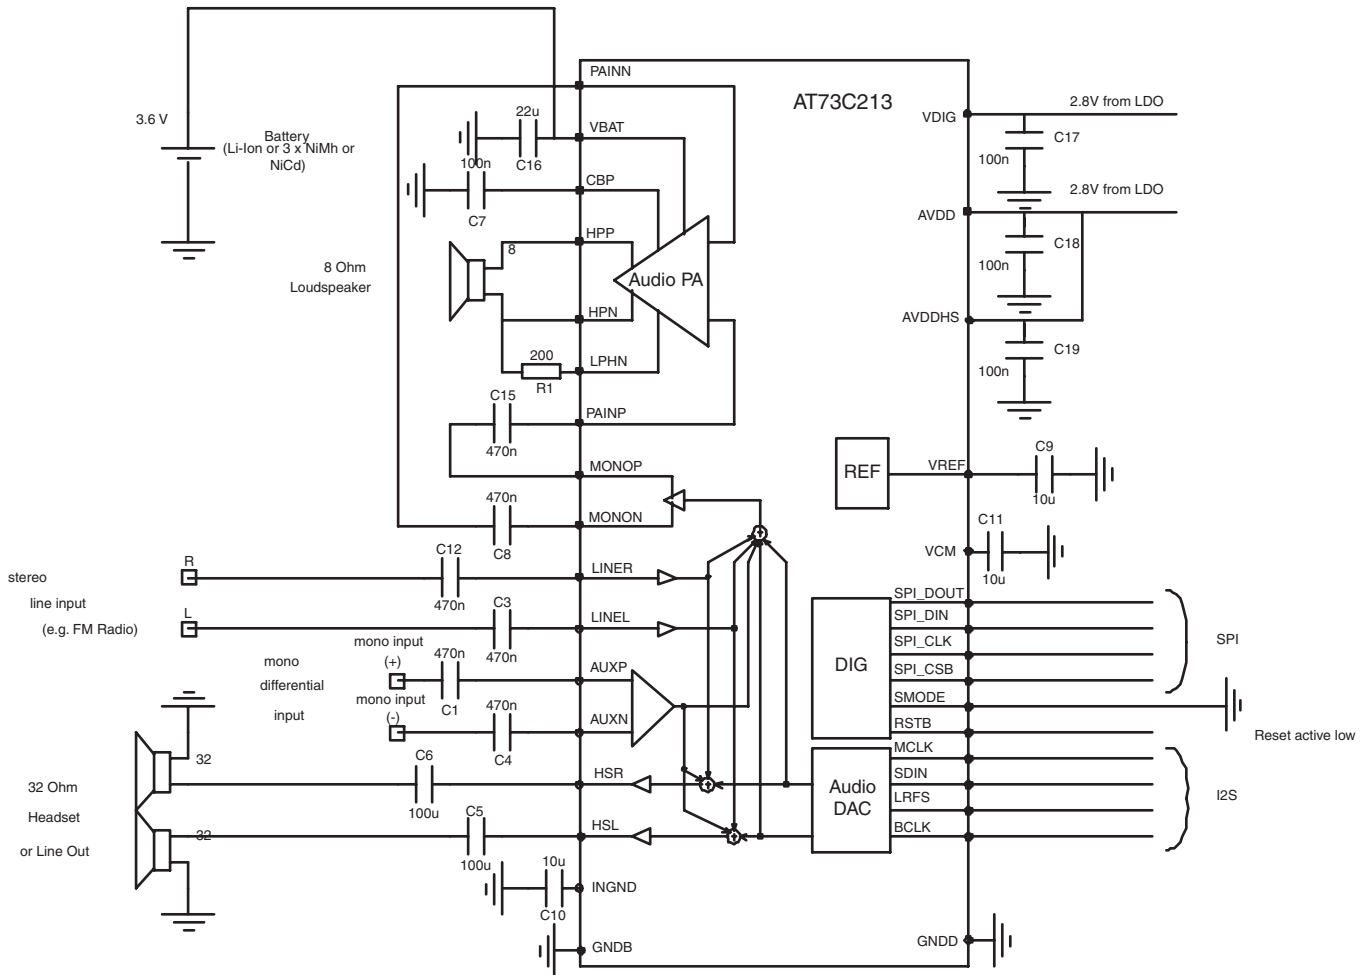 PAINN
AT73C213
2.8V from LDO
VDIG
C17
100n
3.6 V
Battery
(Li-Ion or 3 x NiMh or
NiCd)
22u
VBAT
C16
100n
CBP
C7
2.8V from LDO
AVDD
C18
100n
HPP
8
8 Ohm
Loudspeaker
Audio PA
HPN
AVDDHS
C19
100n
200
LPHN
R1
C15
PAINP
470n
MONOP
REF
VREF
C9
10u
470n
MONON
C8
C11
VCM
10u
stereo
line input
(e.g. FM Radio)
R
C12
470n
LINER
L
C3
470n
LINEL
mono
differential
input
mono input
(+)
470n
C1
AUXP
mono input
(-)
470n
C4
AUXN
DIG
SPI_DOUT
SPI_DIN
SPI_CLK
SPI_CSB
SPI
SMODE
RSTB
Reset active low
32
32 Ohm
Headset
or Line Out
C6
100u
HSR
32
C5
100u
HSL
+
+
+
Audio
DAC
MCLK
SDIN
LRFS
BCLK
I2S
10u
INGND
C10
GNDB
GNDD